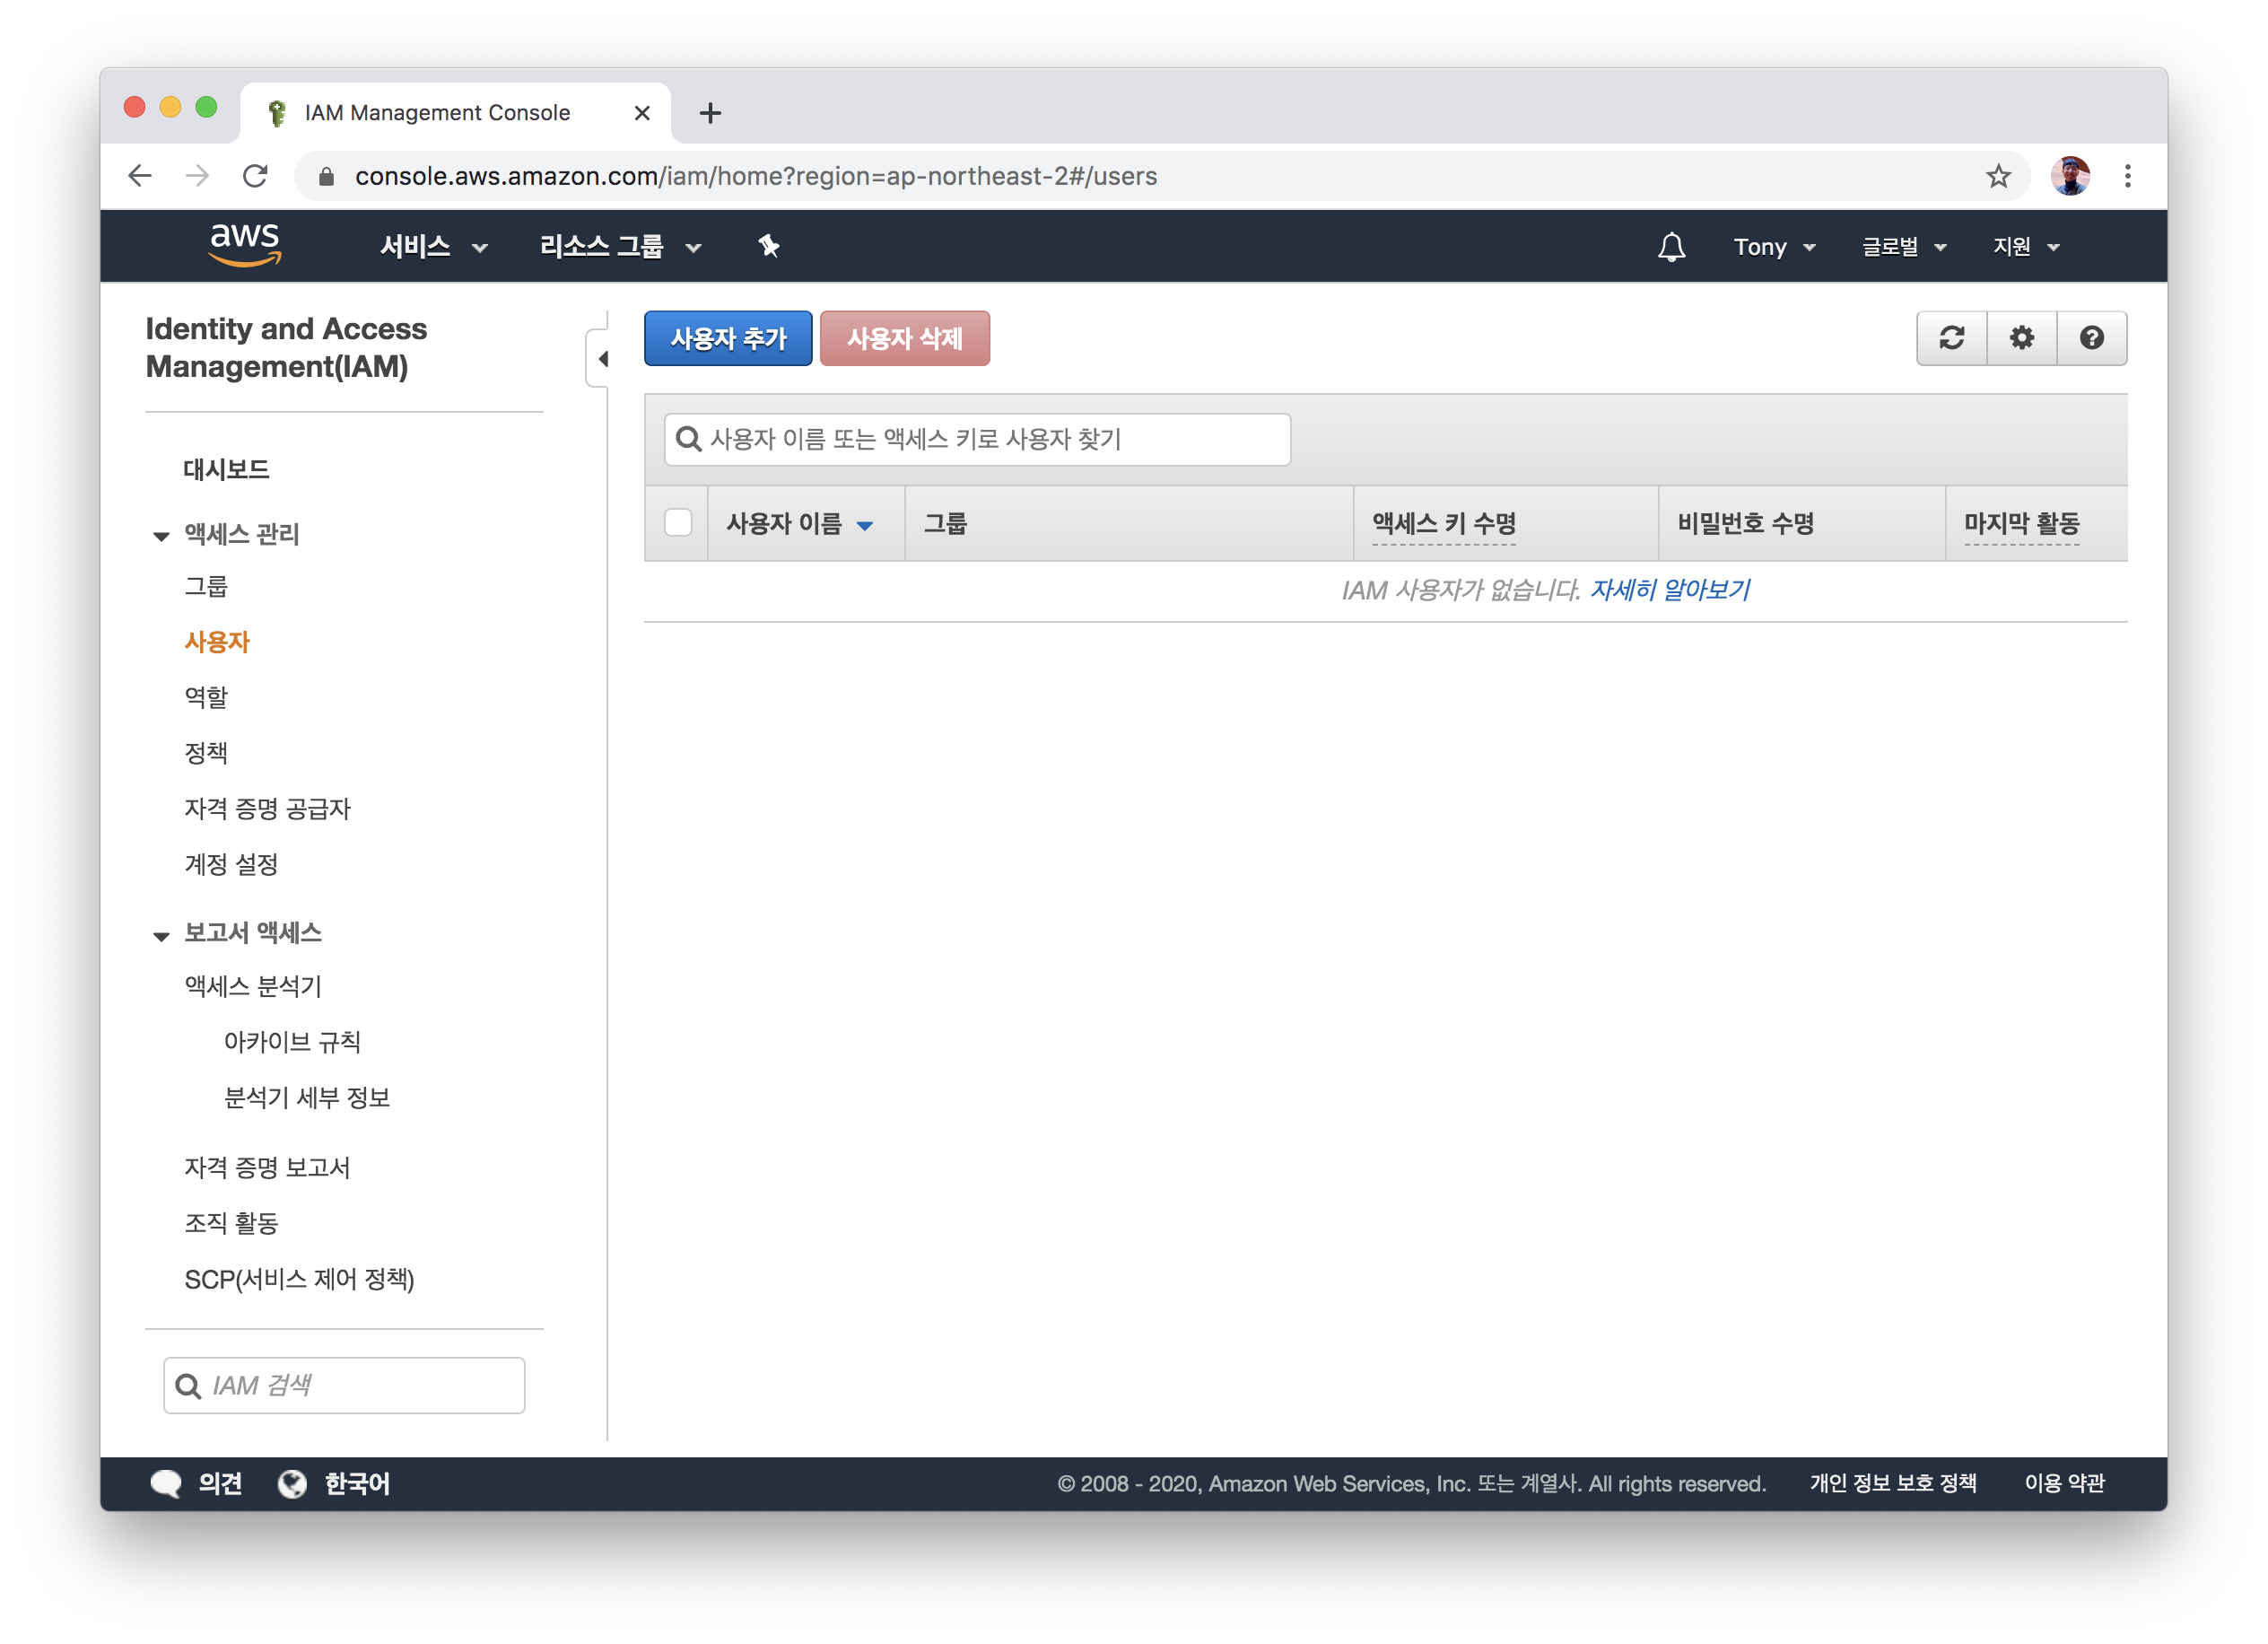 IAM Management Console
console.aws.amazon.com/iam/home?region=ap-northeast-2#/users
aws 서비스 리소스 그룹 Tony 글로벌 지원
Identity and Access
Management(IAM)
대시보드
액세스 관리
그룹
사용자
역할
정책
자격 증명 공급자
계정 설정
보고서 액세스
액세스 분석기
아카이브 규칙
분석기 세부 정보
자격 증명 보고서
조직 활동
SCP(서비스 제어 정책)
IAM 검색
사용자 추가 사용자 삭제
사용자 이름 또는 액세스 키로 사용자 찾기
사용자 이름 그룹 액세스 키 수명 비밀번호 수명 마지막 활동
IAM 사용자가 없습니다. 자세히 알아보기
의견 한국어 © 2008 - 2020, Amazon Web Services, Inc. 또는 계열사. All rights reserved. 개인 정보 보호 정책 이용 약관